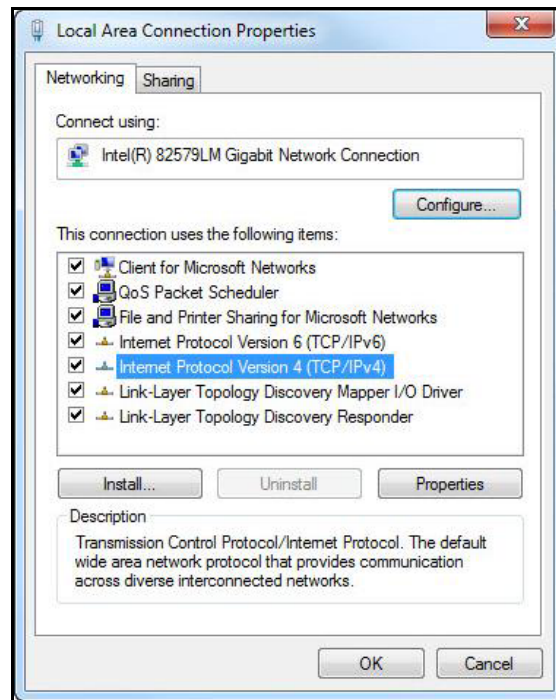 Local Area Connection Properties
Networking
Sharing
Connect using:
Intel(R) 82579LM Gigabit Network Connection
Configure...
This connection uses the following items:
Client for Microsoft Networks
QoS Packet Scheduler
File and Printer Sharing for Microsoft Networks
Internet Protocol Version 6 (TCP/IPv6)
Internet Protocol Version 4 (TCP/IPv4)
Link-Layer Topology Discovery Mapper I/O Driver
Link-Layer Topology Discovery Responder
Install...
Uninstall
Properties
Description
Transmission Control Protocol/Internet Protocol. The default
wide area network protocol that provides communication
across diverse interconnected networks.
OK
Cancel